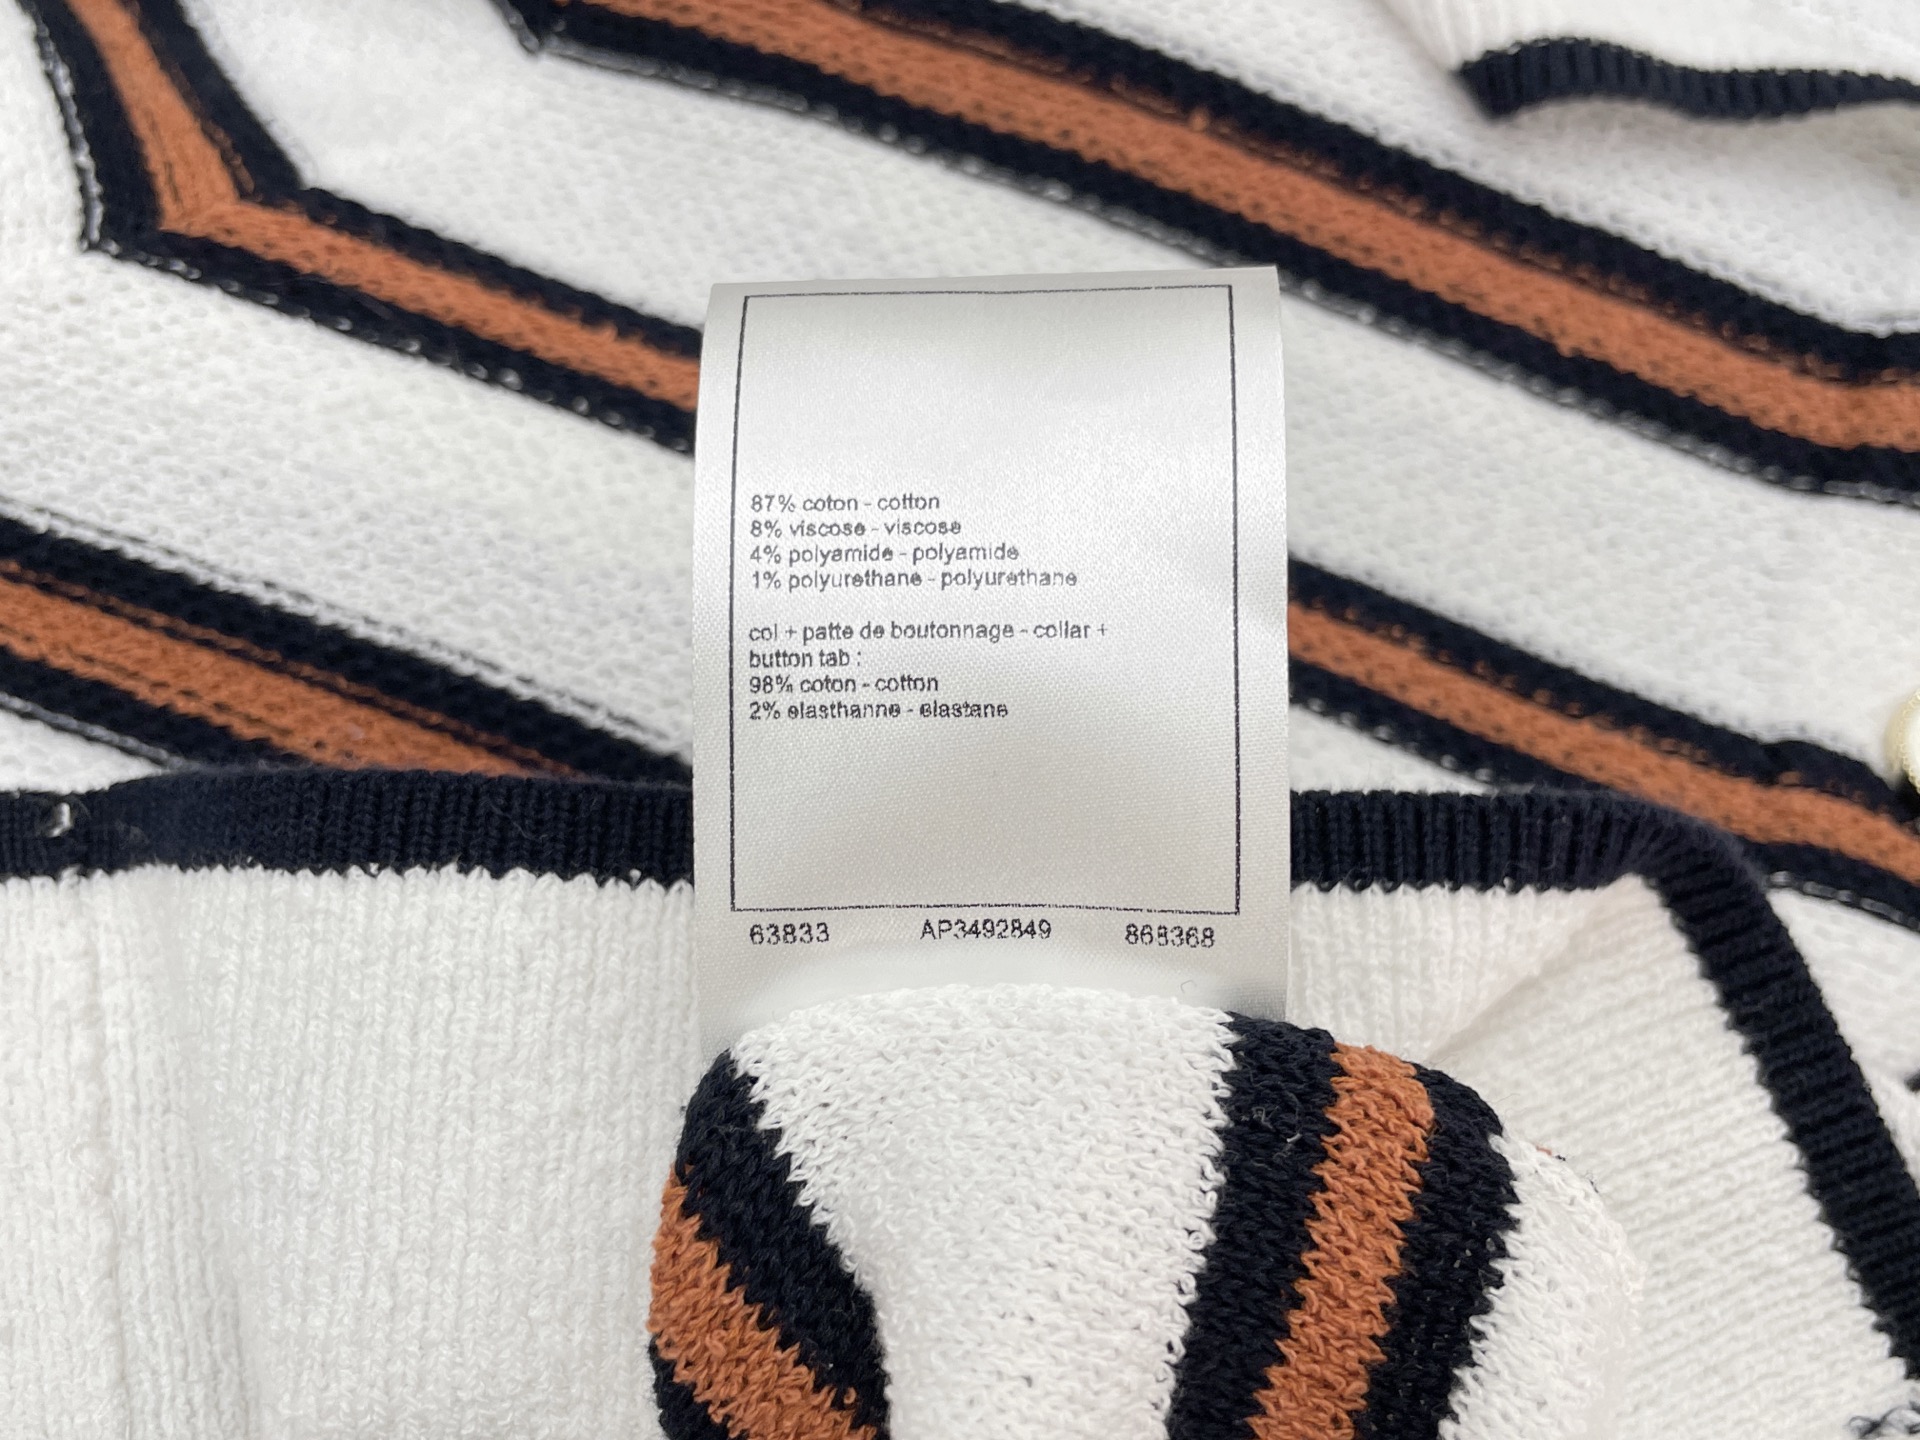 87% coton - cotton
8% viscose - viscose
4% polyamide - polyamide
1% polyurethane - polyurethane
col + patte de boutonnage - collar +
button tab :
98% coton - cotton
2% elasthanne - elastane
63833 AP3492849 868368